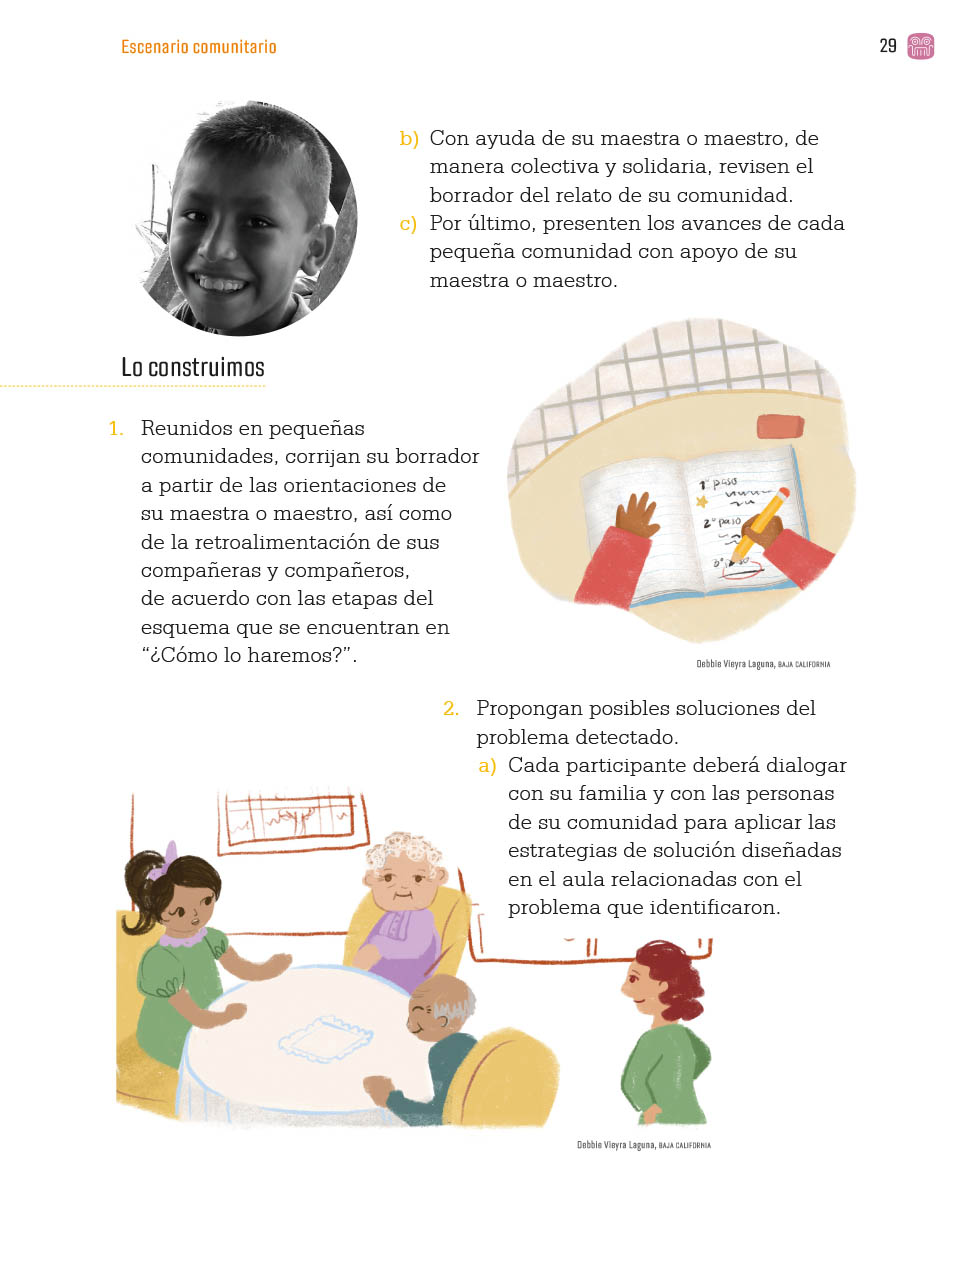 Escenario comunitario
29
b) Con ayuda de su maestra o maestro, de
manera colectiva y solidaria, revisen el
borrador del relato de su comunidad.
c) Por último, presenten los avances de cada
pequeña comunidad con apoyo de su
maestra o maestro.
Lo construimos
1. Reunidos en pequeñas
comunidades, corrijan su borrador
a partir de las orientaciones de
su maestra o maestro, así como
de la retroalimentación de sus
compañeras y compañeros,
de acuerdo con las etapas del
esquema que se encuentran en
“¿Cómo lo haremos?”.
1° paso
2° paso
Debbie Vieyra Laguna, BAJA CALIFORNIA
2. Propongan posibles soluciones del
problema detectado.
a) Cada participante deberá dialogar
con su familia y con las personas
de su comunidad para aplicar las
estrategias de solución diseñadas
en el aula relacionadas con el
problema que identificaron.
Debbie Vieyra Laguna, BAJA CALIFORNIA